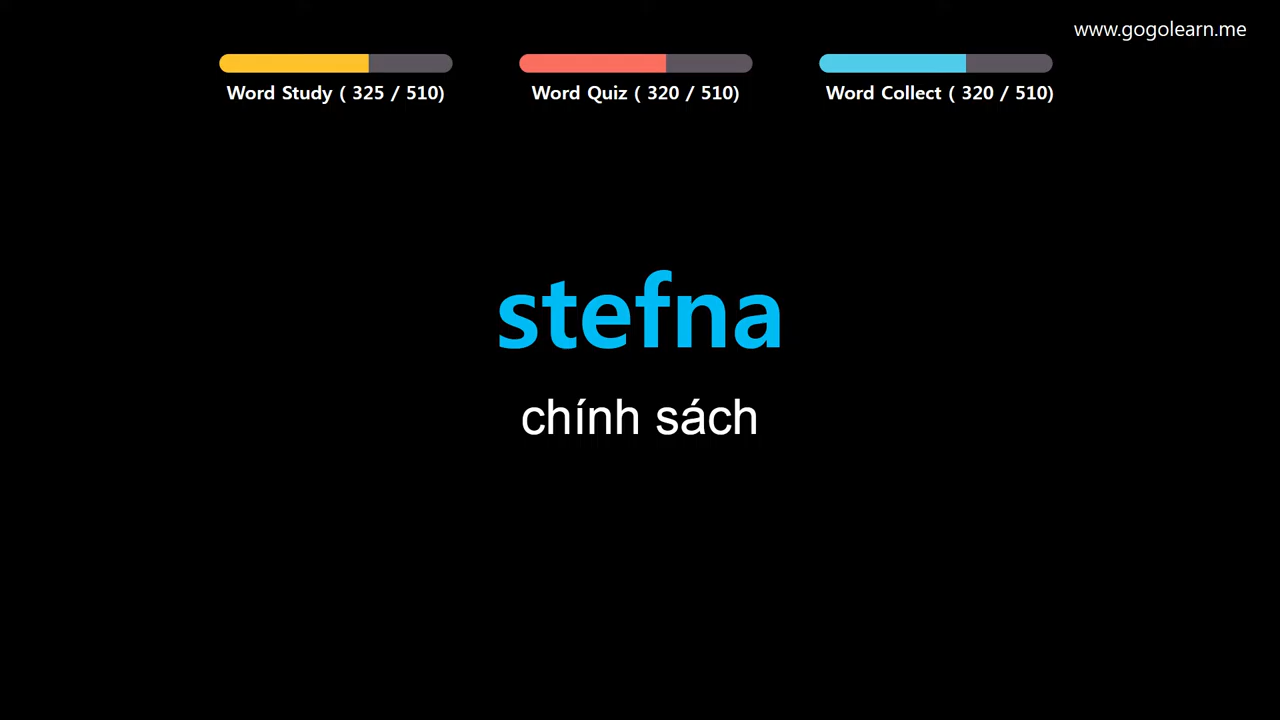 www.gogolearn.me
Word Study ( 325 / 510)
Word Quiz ( 320 / 510)
Word Collect ( 320 / 510)
stefna
chính sách